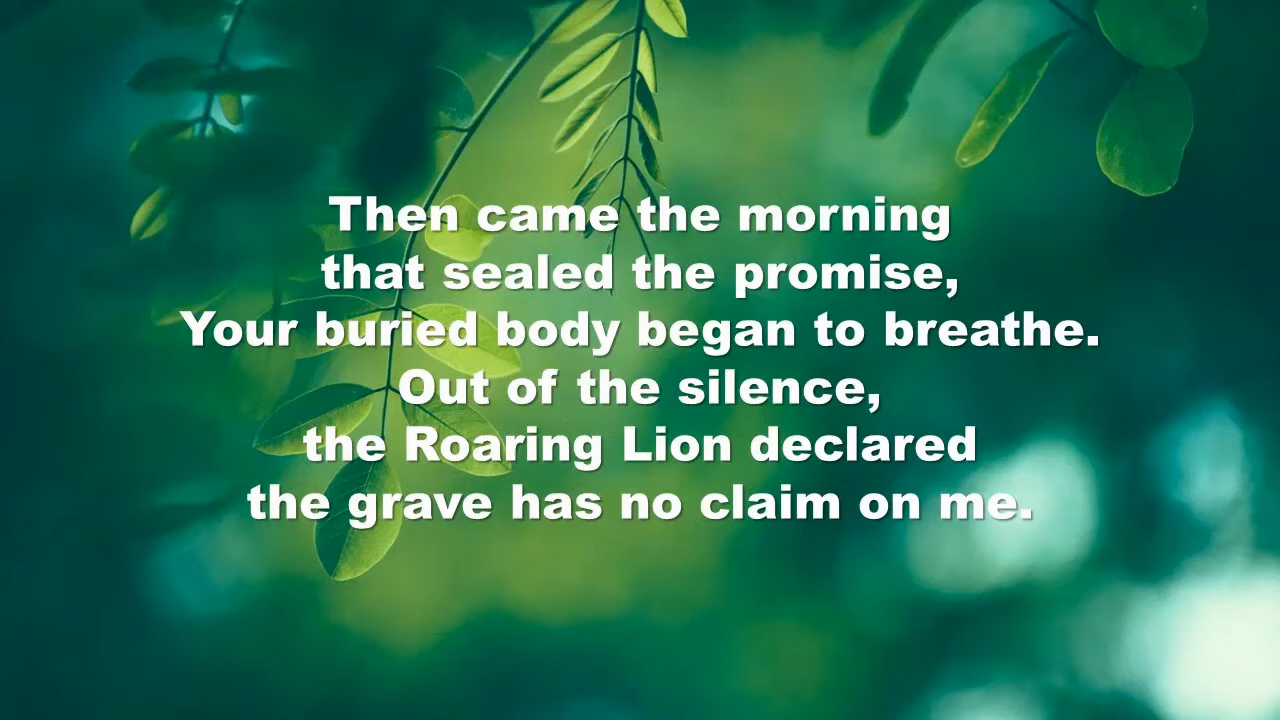 Then came the morning
that sealed the promise,
Your buried body began to breathe.
Out of the silence,
the Roaring Lion declared
the grave has no claim on me.